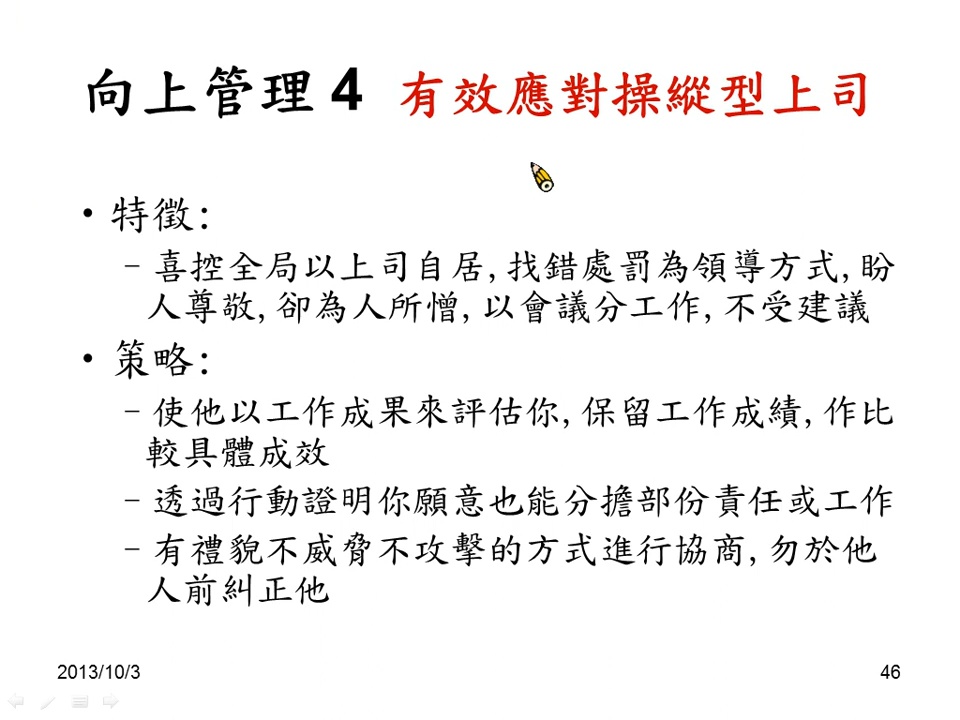 向上管理 4 有效應對操縱型上司
• 特徵:
– 喜控全局以上司自居,找錯處罰為領導方式,盼
人尊敬,卻為人所憎,以會議分工作,不受建議
• 策略:
– 使他以工作成果來評估你,保留工作成績,作比
較具體成效
– 透過行動證明你願意也能分擔部份責任或工作
– 有禮貌不威脅不攻擊的方式進行協商,勿於他
人前糾正他
2013/10/3 46